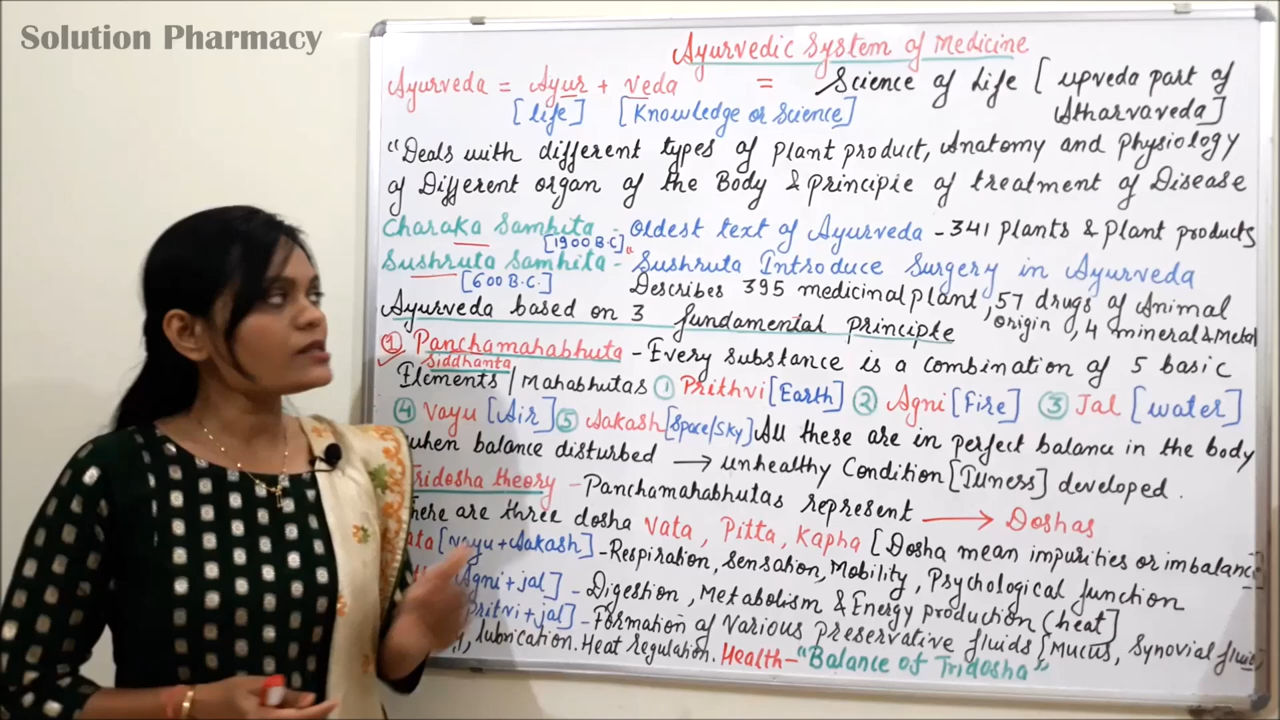 Solution Pharmacy
Ayurvedic System of Medicine
Ayurveda = Ayur + Veda = Science of Life [upveda part of
[life] [Knowledge or Science] Atharvaveda]
"Deals with different types of plant product, Anatomy and physiology
of Different organ of the Body & principle of treatment of Disease
Charaka Samhita - Oldest text of Ayurveda - 341 plants & plant products
[1900 B.C]
Sushruta Samhita - "Sushruta Introduce Surgery in Ayurveda
[600 B.C.] Describes 395 medicinal plant, 57 drugs of Animal
origin, 4 mineral & Metal
Ayurveda based on 3 fundamental principle
1 Panchamahabhuta - Every substance is a combination of 5 basic
Siddhanta
Elements / Mahabhutas 1 Prithvi [Earth] 2 Agni [Fire] 3 Jal [water]
4 Vayu [Air] 5 Aakash [Space/Sky] All these are in perfect balance in the body
when balance disturbed → unhealthy Condition [Illness] developed.
Tridosha theory - Panchamahabhutas represent → Doshas
There are three dosha Vata, Pitta, Kapha [Dosha mean impurities or imbalance]
ata [Vayu + Aakash] - Respiration, Sensation, Mobility, Psychological function
Agni + jal] - Digestion, Metabolism & Energy production (heat]
Pritvi + jal] - Formation of Various preservative fluids [Mucus, Synovial fluid,
lubrication. Heat Regulation. Health - "Balance of Tridosha"